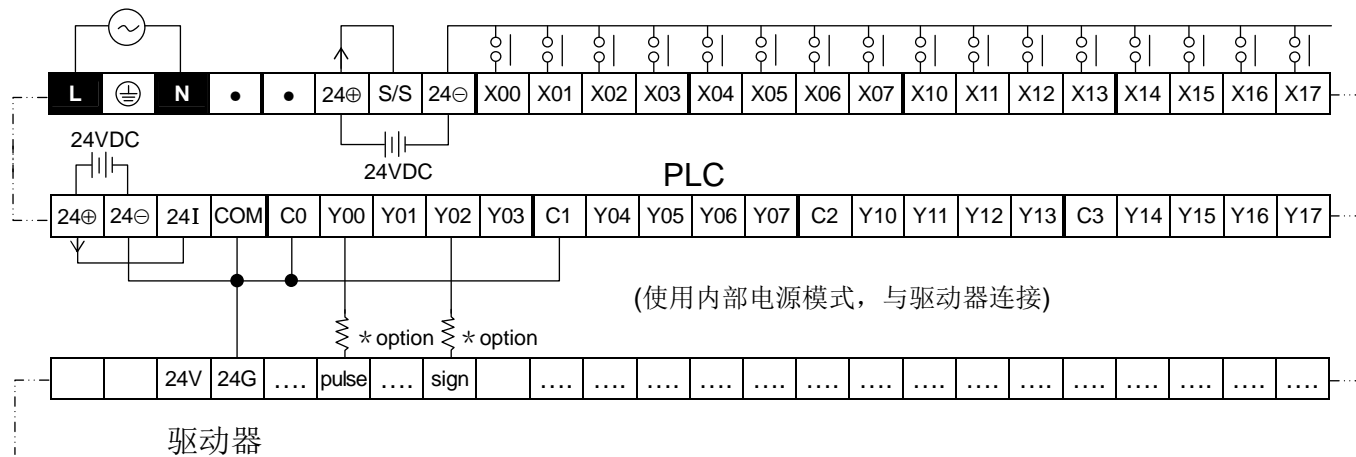 L ⏚ N • • 24⊕ S/S 24⊖ X00 X01 X02 X03 X04 X05 X06 X07 X10 X11 X12 X13 X14 X15 X16 X17
24VDC
24VDC
PLC
24⊕ 24⊖ 24I COM C0 Y00 Y01 Y02 Y03 C1 Y04 Y05 Y06 Y07 C2 Y10 Y11 Y12 Y13 C3 Y14 Y15 Y16 Y17
(使用内部电源模式，与驱动器连接)
＊option ＊option
24V 24G .... pulse .... sign .... .... .... .... .... .... .... .... .... .... .... .... .... .... ....
驱动器